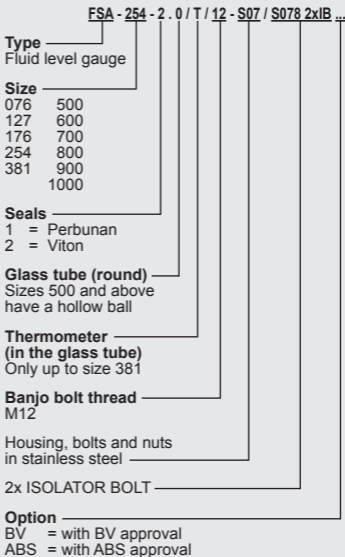 FSA - 254 - 2 . 0 / T / 12 - S07 / S078 2xIB ...
Type
Fluid level gauge
Size
076 500
127 600
176 700
254 800
381 900
1000
Seals
1 = Perbunan
2 = Viton
Glass tube (round)
Sizes 500 and above
have a hollow ball
Thermometer
(in the glass tube)
Only up to size 381
Banjo bolt thread
M12
Housing, bolts and nuts
in stainless steel
2x ISOLATOR BOLT
Option
BV = with BV approval
ABS = with ABS approval